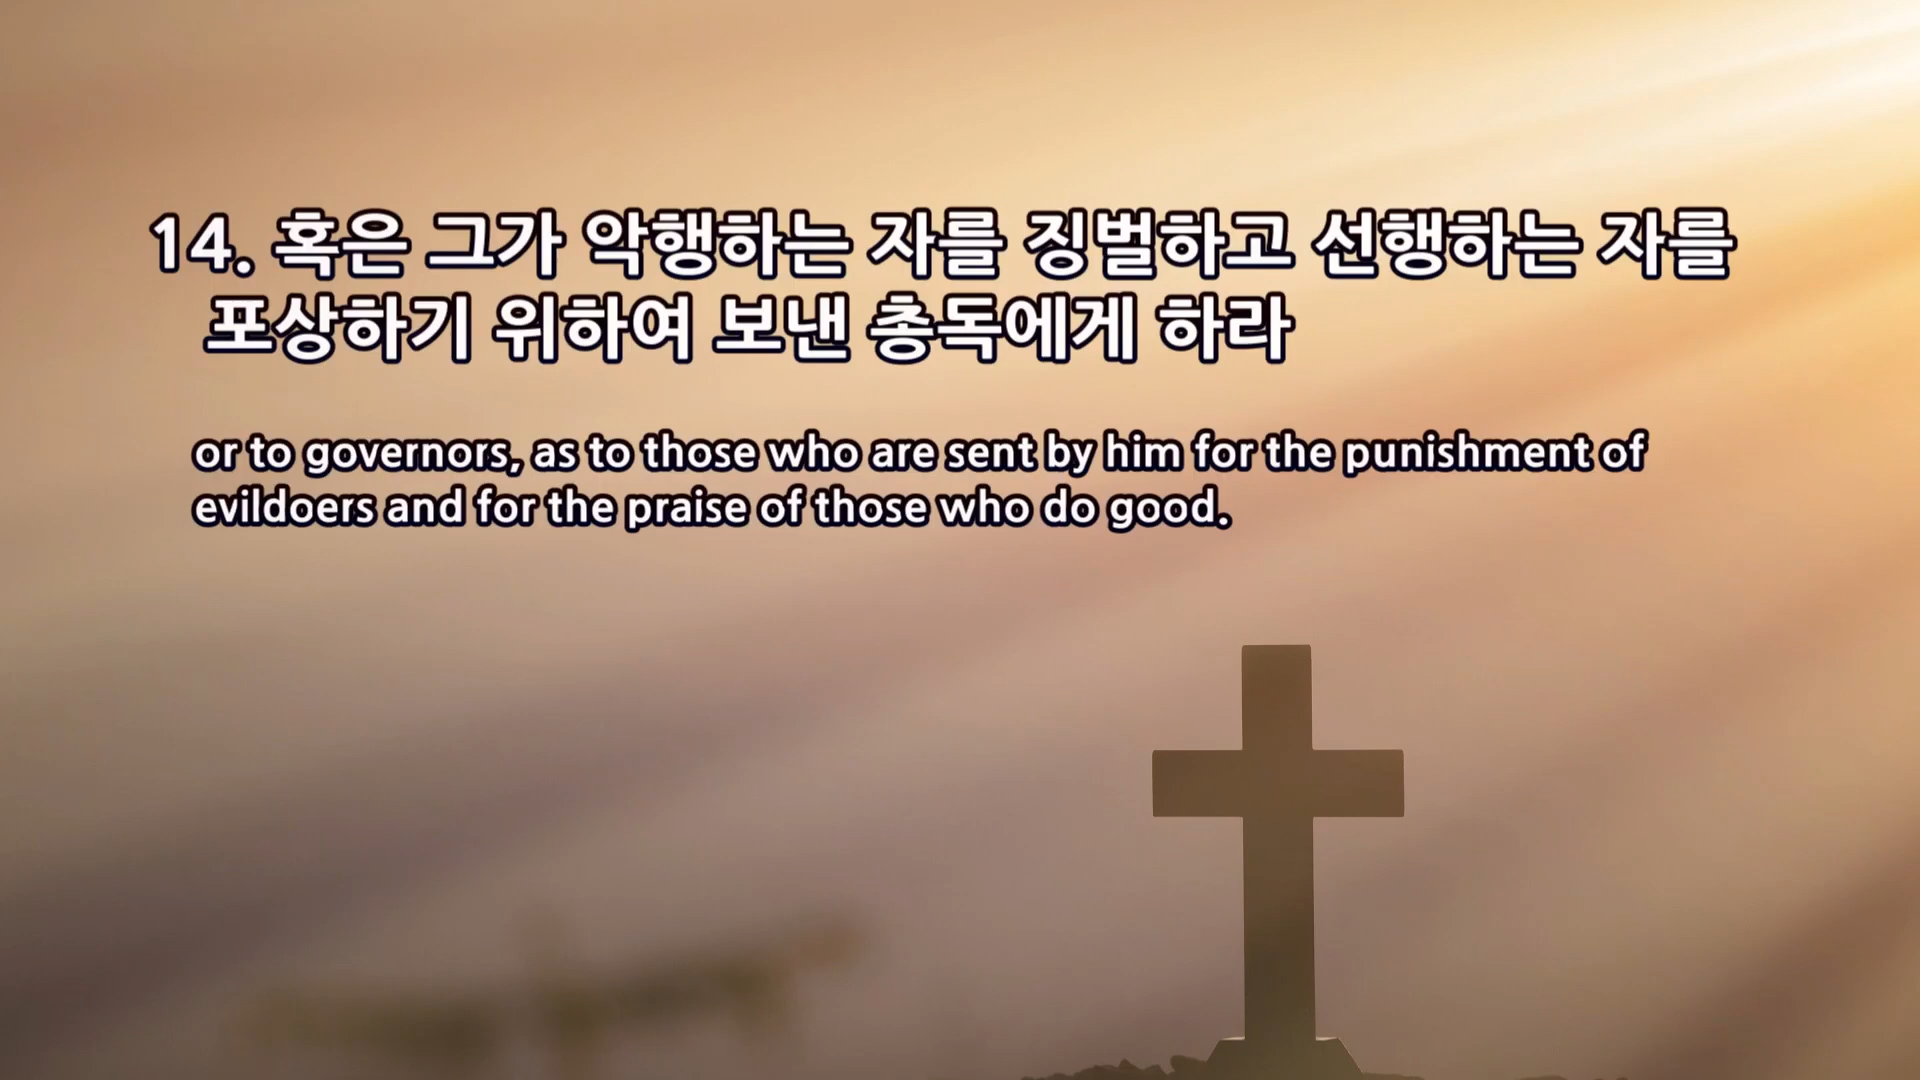 14. 혹은 그가 악행하는 자를 징벌하고 선행하는 자를
포상하기 위하여 보낸 총독에게 하라
or to governors, as to those who are sent by him for the punishment of
evildoers and for the praise of those who do good.